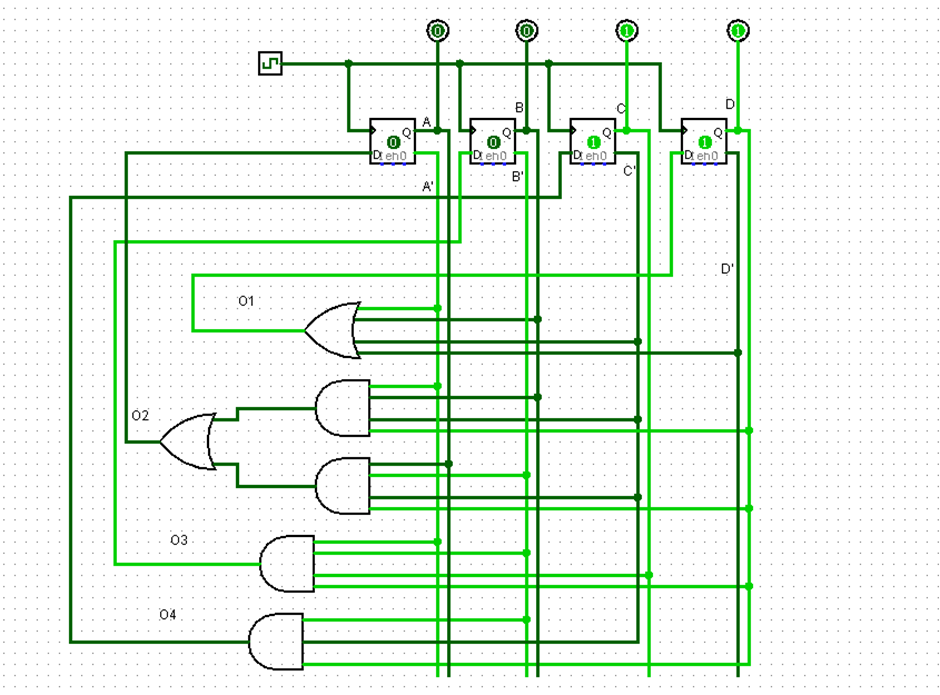 0 0 1 1
A B C D
Q Q Q Q
0 0 1 1
D en0 D en0 D en0 D en0
A' B' C'
D'
O1
O2
O3
O4